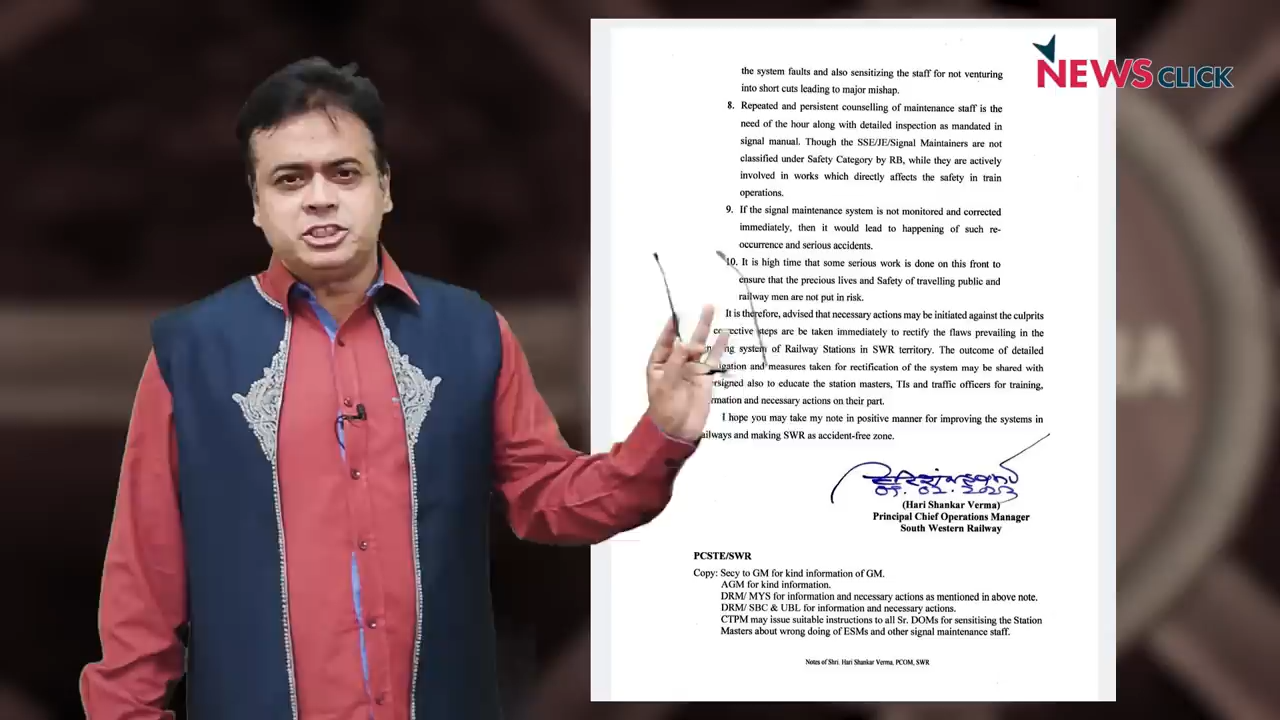 NEWSCLICK
the system faults and also sensitizing the staff for not venturing
into short cuts leading to major mishap.
8. Repeated and persistent counselling of maintenance staff is the
need of the hour along with detailed inspection as mandated in
signal manual. Though the SSE/JE/Signal Maintainers are not
classified under Safety Category by RB, while they are actively
involved in works which directly affects the safety in train
operations.
9. If the signal maintenance system is not monitored and corrected
immediately, then it would lead to happening of such re-
occurrence and serious accidents.
10. It is high time that some serious work is done on this front to
ensure that the precious lives and Safety of travelling public and
railway men are not put in risk.
It is therefore, advised that necessary actions may be initiated against the culprits
steps are be taken immediately to rectify the flaws prevailing in the
system of Railway Stations in SWR territory. The outcome of detailed
and measures taken for rectification of the system may be shared with
also to educate the station masters, TIs and traffic officers for training,
and necessary actions on their part.
I hope you may take my note in positive manner for improving the systems in
and making SWR as accident-free zone.
(Hari Shankar Verma)
Principal Chief Operations Manager
South Western Railway
PCSTE/SWR
Copy: Secy to GM for kind information of GM.
AGM for kind information.
DRM/ MYS for information and necessary actions as mentioned in above note.
DRM/ SBC & UBL for information and necessary actions.
CTPM may issue suitable instructions to all Sr. DOMs for sensitising the Station
Masters about wrong doing of ESMs and other signal maintenance staff.
Notes of Shri. Hari Shankar Verma, PCOM, SWR